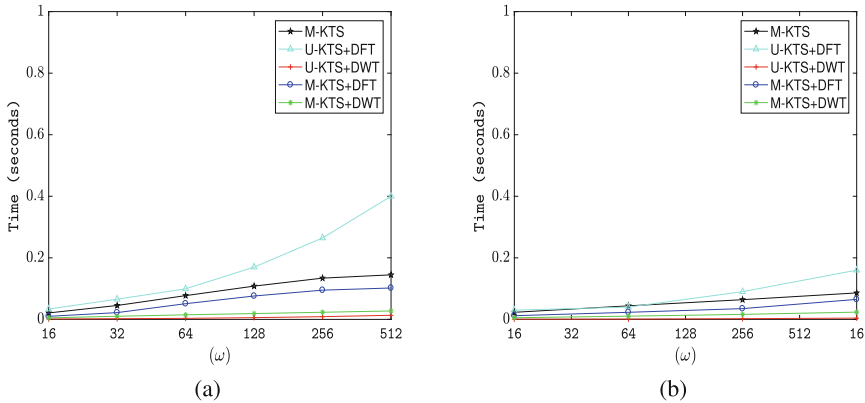 1
0.8
0.6
0.4
0.2
0
Time (seconds)
16 32 64 128 256 512
(ω)
M-KTS
U-KTS+DFT
U-KTS+DWT
M-KTS+DFT
M-KTS+DWT
(a)
1
0.8
0.6
0.4
0.2
0
Time (seconds)
16 32 64 128 256 512 16
(ω)
M-KTS
U-KTS+DFT
U-KTS+DWT
M-KTS+DFT
M-KTS+DWT
(b)